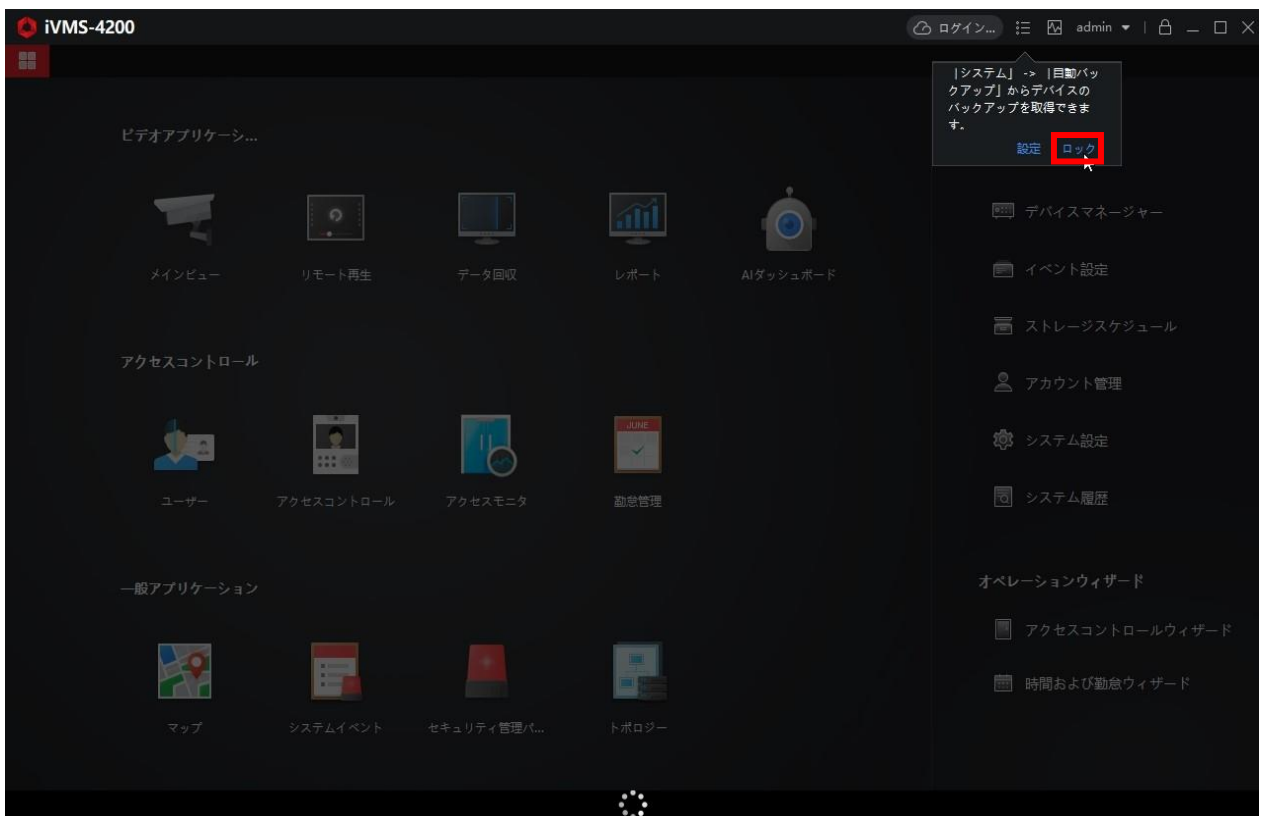 iVMS-4200
ログイン...
admin
「システム」 -> 「自動バッ
クアップ」からデバイスの
バックアップを取得できま
す。
設定 ロック
ビデオアプリケーシ...
メインビュー
リモート再生
データ回収
レポート
AIダッシュボード
アクセスコントロール
JUNE
ユーザー
アクセスコントロール
アクセスモニタ
勤怠管理
一般アプリケーション
マップ
システムイベント
セキュリティ管理パ...
トポロジー
デバイスマネージャー
イベント設定
ストレージスケジュール
アカウント管理
システム設定
システム履歴
オペレーションウィザード
アクセスコントロールウィザード
時間および勤怠ウィザード